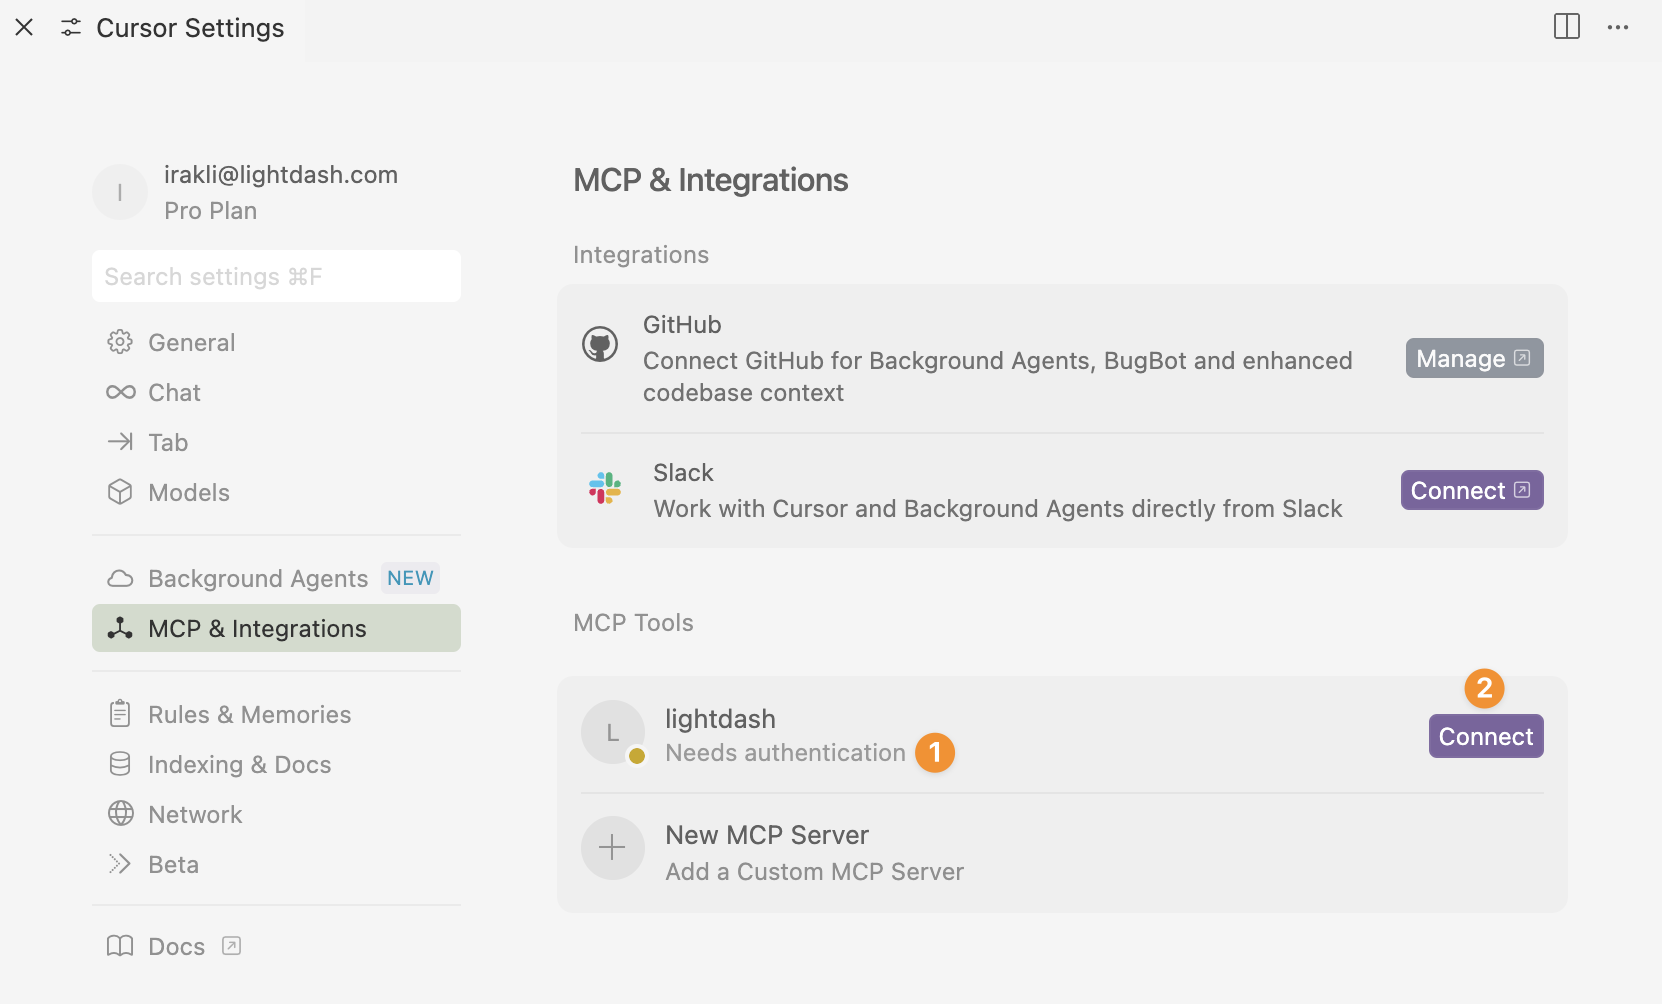 Cursor Settings
I
irakli@lightdash.com
Pro Plan
Search settings ⌘F
General
Chat
Tab
Models
Background Agents NEW
MCP & Integrations
Rules & Memories
Indexing & Docs
Network
Beta
Docs
MCP & Integrations
Integrations
GitHub
Connect GitHub for Background Agents, BugBot and enhanced
codebase context
Manage
Slack
Work with Cursor and Background Agents directly from Slack
Connect
MCP Tools
L
lightdash
Needs authentication 1
2
Connect
New MCP Server
Add a Custom MCP Server